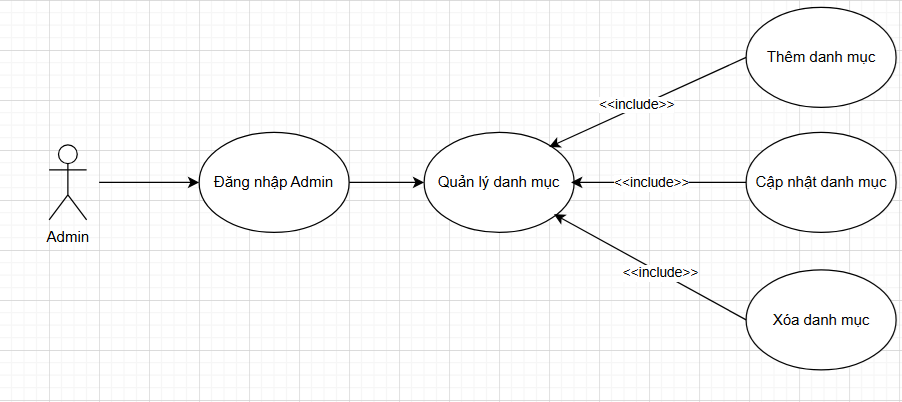 Thêm danh mục
<<include>>
Đăng nhập Admin
Quản lý danh mục
<<include>>
Cập nhật danh mục
Admin
<<include>>
Xóa danh mục